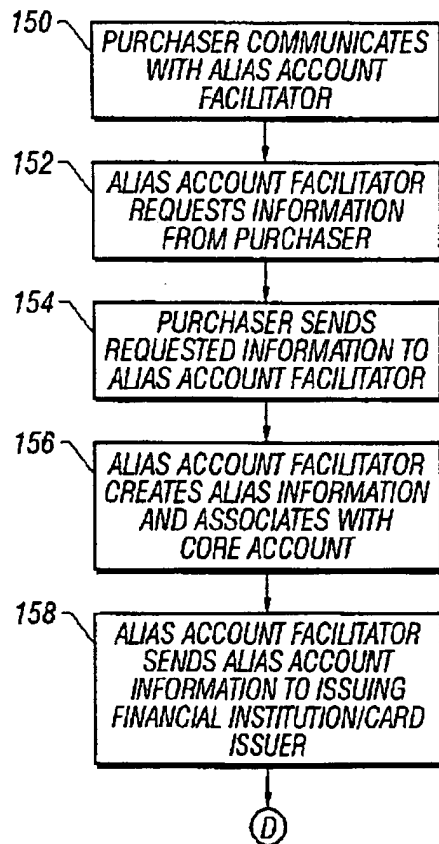 150
PURCHASER COMMUNICATES
WITH ALIAS ACCOUNT
FACILITATOR
152
ALIAS ACCOUNT FACILITATOR
REQUESTS INFORMATION
FROM PURCHASER
154
PURCHASER SENDS
REQUESTED INFORMATION TO
ALIAS ACCOUNT FACILITATOR
156
ALIAS ACCOUNT FACILITATOR
CREATES ALIAS INFORMATION
AND ASSOCIATES WITH
CORE ACCOUNT
158
ALIAS ACCOUNT FACILITATOR
SENDS ALIAS ACCOUNT
INFORMATION TO ISSUING
FINANCIAL INSTITUTION/CARD
ISSUER
D